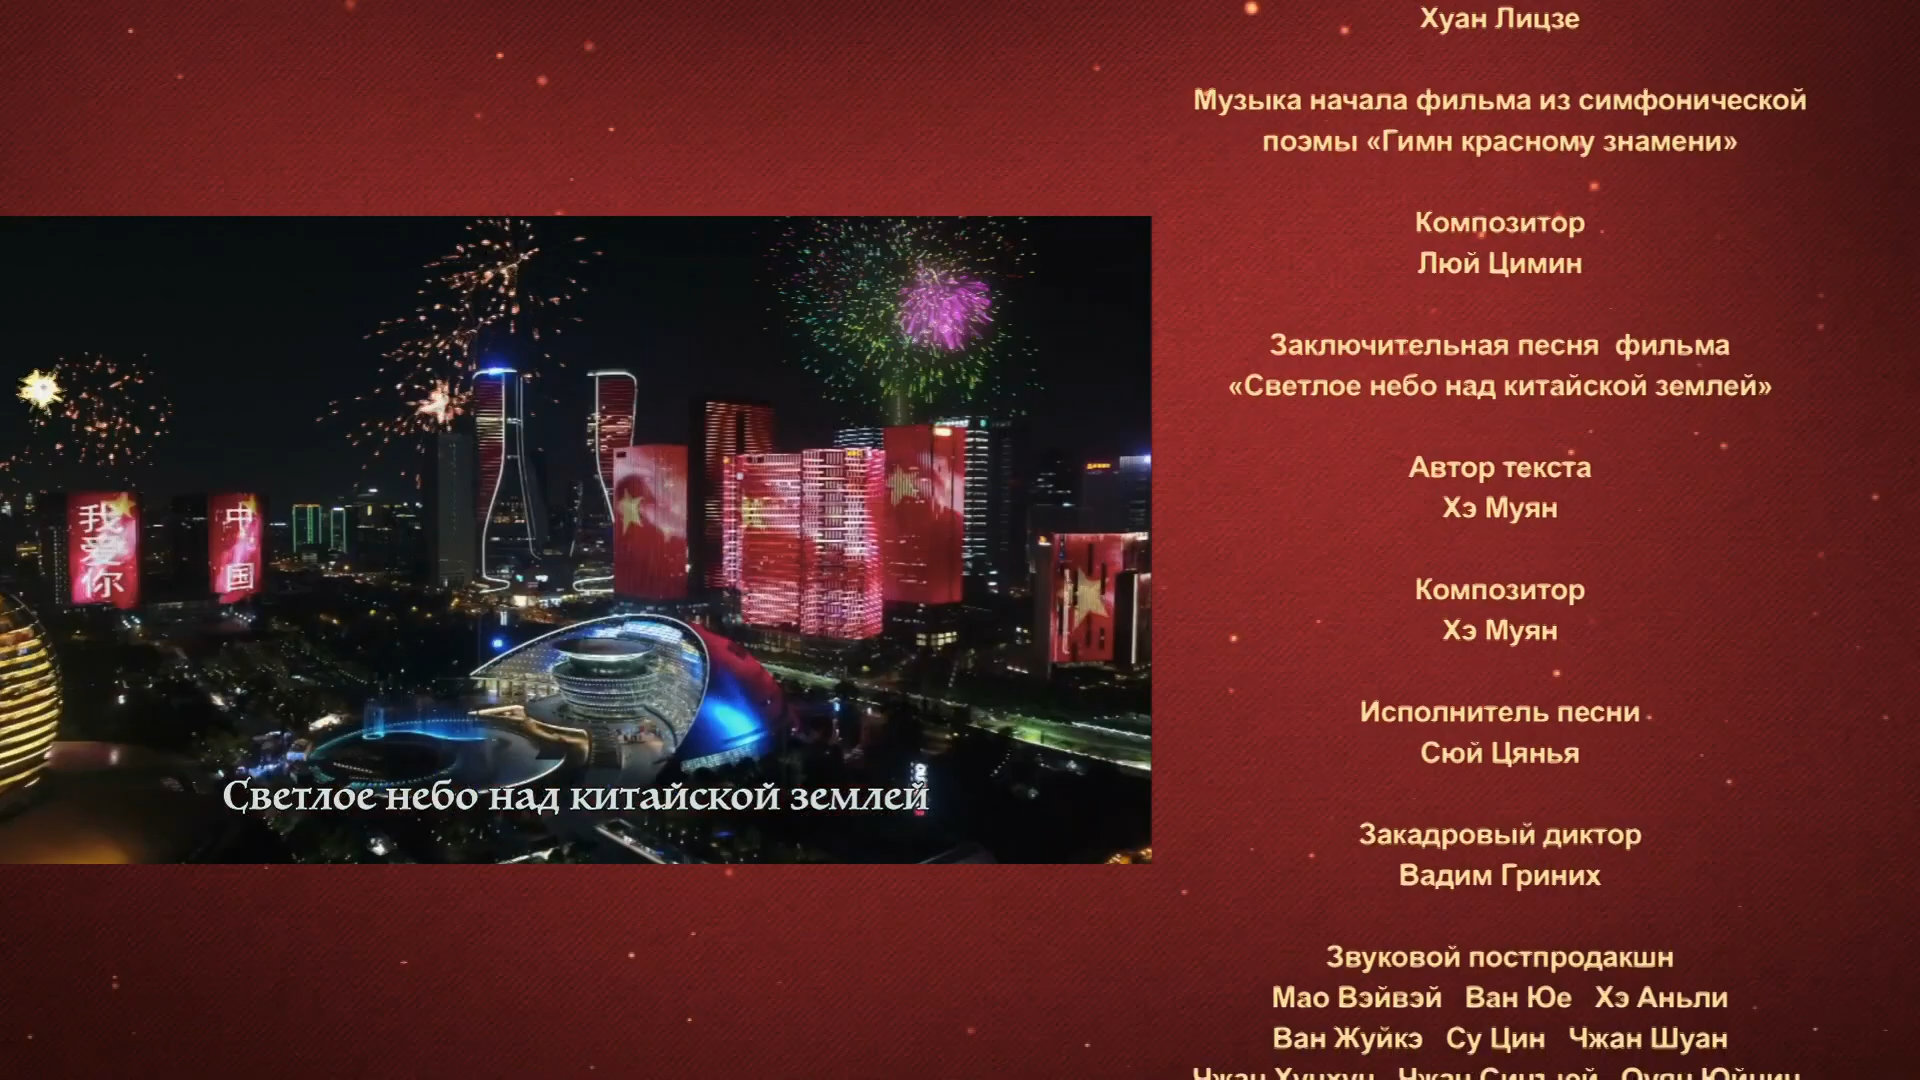 我爱你
中国
Светлое небо над китайской землей
Хуан Лицзе
Музыка начала фильма из симфонической
поэмы «Гимн красному знамени»
Композитор
Люй Цимин
Заключительная песня фильма
«Светлое небо над китайской землей»
Автор текста
Хэ Муян
Композитор
Хэ Муян
Исполнитель песни
Сюй Цянья
Закадровый диктор
Вадим Гриних
Звуковой постпродакшн
Мао Вэйвэй Ван Юе Хэ Аньли
Ван Жуйкэ Су Цин Чжан Шуан